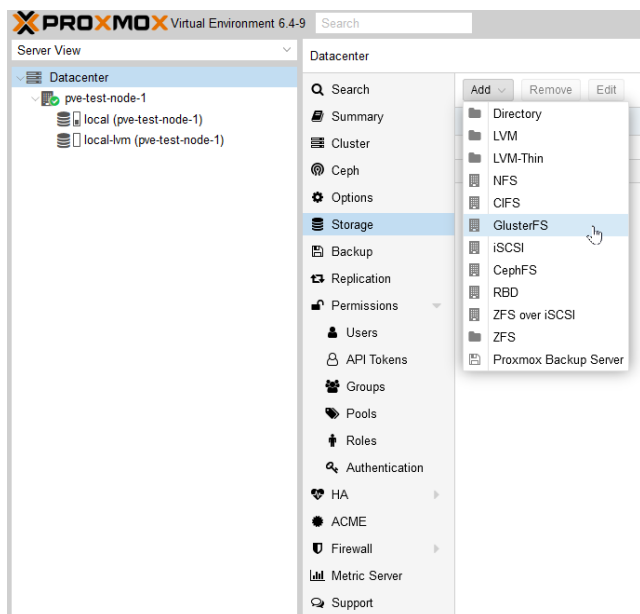 PROXMOX Virtual Environment 6.4-9 Search
Server View
Datacenter
pve-test-node-1
local (pve-test-node-1)
local-lvm (pve-test-node-1)
Datacenter
Search
Summary
Cluster
Ceph
Options
Storage
Backup
Replication
Permissions
Users
API Tokens
Groups
Pools
Roles
Authentication
HA
ACME
Firewall
Metric Server
Support
Add Remove Edit
Directory
LVM
LVM-Thin
NFS
CIFS
GlusterFS
iSCSI
CephFS
RBD
ZFS over iSCSI
ZFS
Proxmox Backup Server